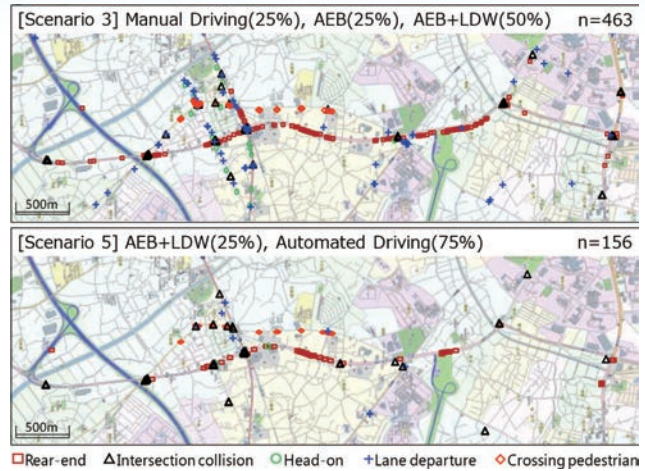 [Scenario 3] Manual Driving(25%), AEB(25%), AEB+LDW(50%) n=463
500m
[Scenario 5] AEB+LDW(25%), Automated Driving(75%) n=156
500m
Rear-end Intersection collision Head-on Lane departure Crossing pedestrian